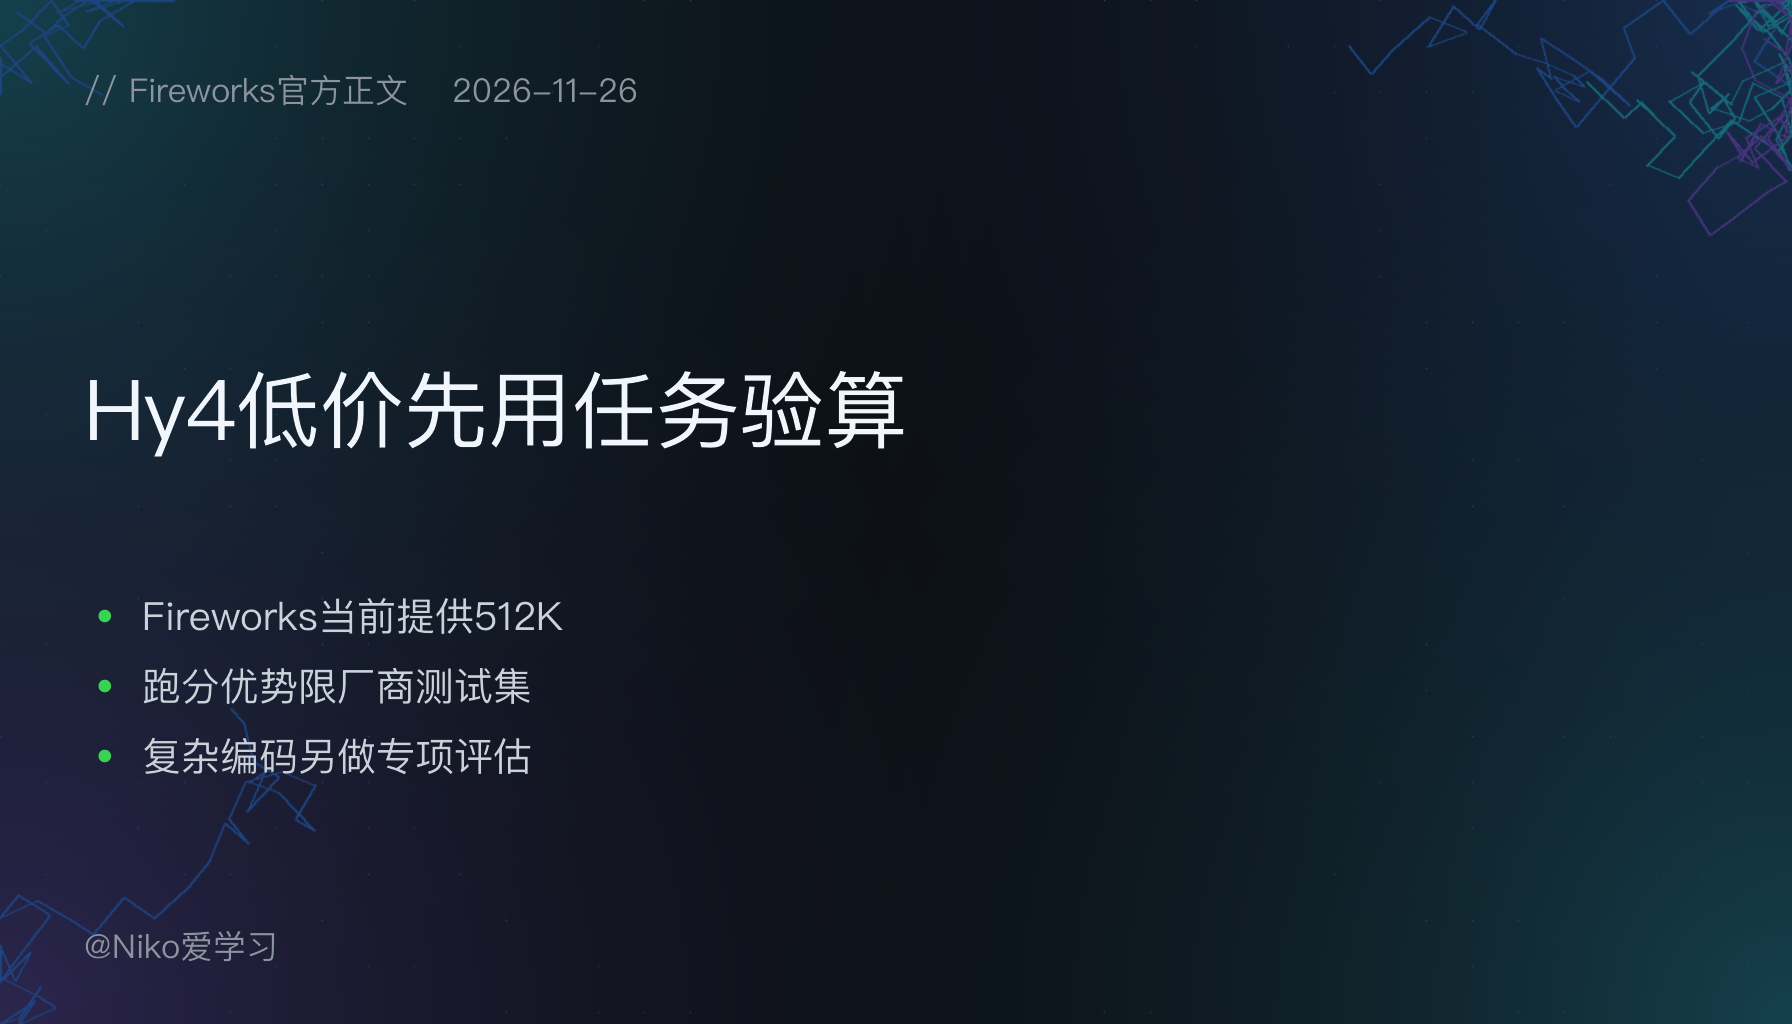 // Fireworks官方正文 2026-11-26
Hy4低价先用任务验算
• Fireworks当前提供512K
• 跑分优势限厂商测试集
• 复杂编码另做专项评估
@Niko爱学习